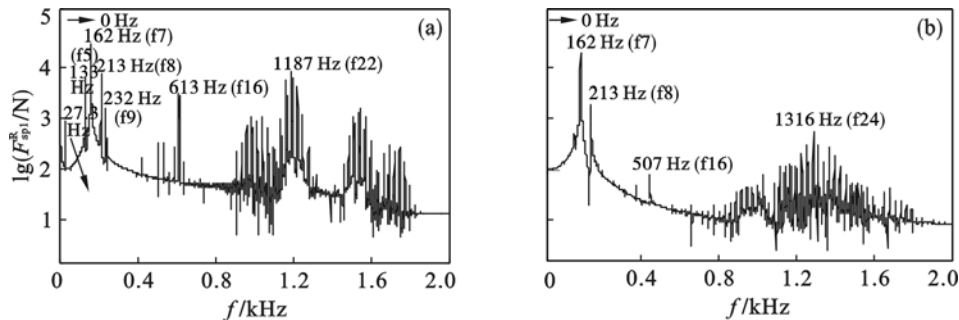 0 Hz
(a)
162 Hz (f7)
(f5)
133
Hz
213 Hz (f8)
232 Hz
(f9)
27.3
Hz
613 Hz (f16)
1187 Hz (f22)
5
4
3
2
1
0
0.4
0.8
1.2
1.6
2.0
f/kHz
0 Hz
(b)
162 Hz (f7)
213 Hz (f8)
507 Hz (f16)
1316 Hz (f24)
0
0.4
0.8
1.2
1.6
2.0
f/kHz